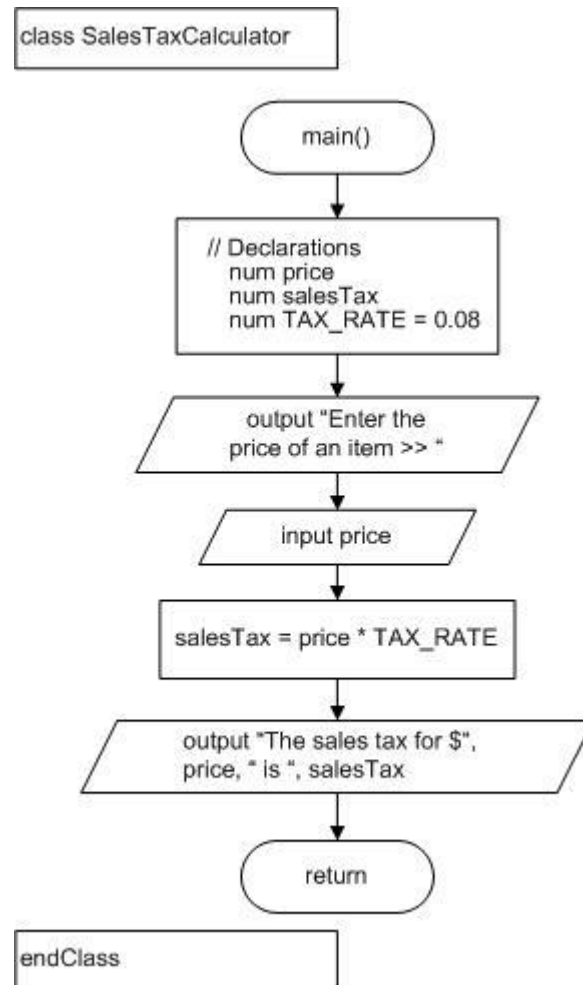 class SalesTaxCalculator
main()
// Declarations
num price
num salesTax
num TAX_RATE = 0.08
output "Enter the
price of an item >> “
input price
salesTax = price * TAX_RATE
output "The sales tax for $",
price, “ is “, salesTax
return
endClass